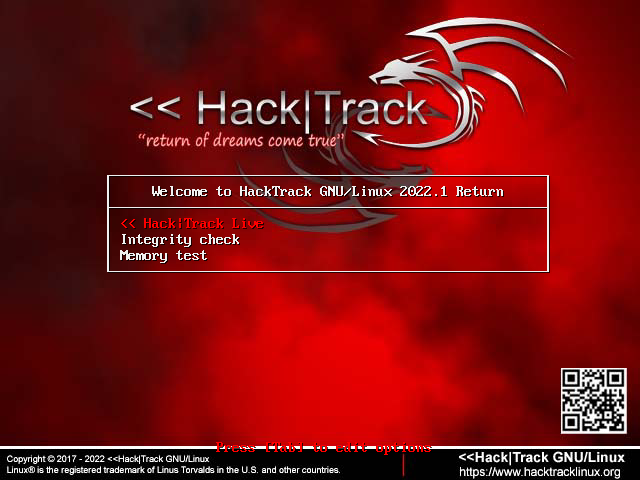 << Hack|Track
“return of dreams come true”
Welcome to HackTrack GNU/Linux 2022.1 Return
<< Hack|Track Live
Integrity check
Memory test
Press [Tab] to edit options
Copyright © 2017 - 2022 <<Hack|Track GNU/Linux
Linux® is the registered trademark of Linus Torvalds in the U.S. and other countries.
<<Hack|Track GNU/Linux
https://www.hacktracklinux.org